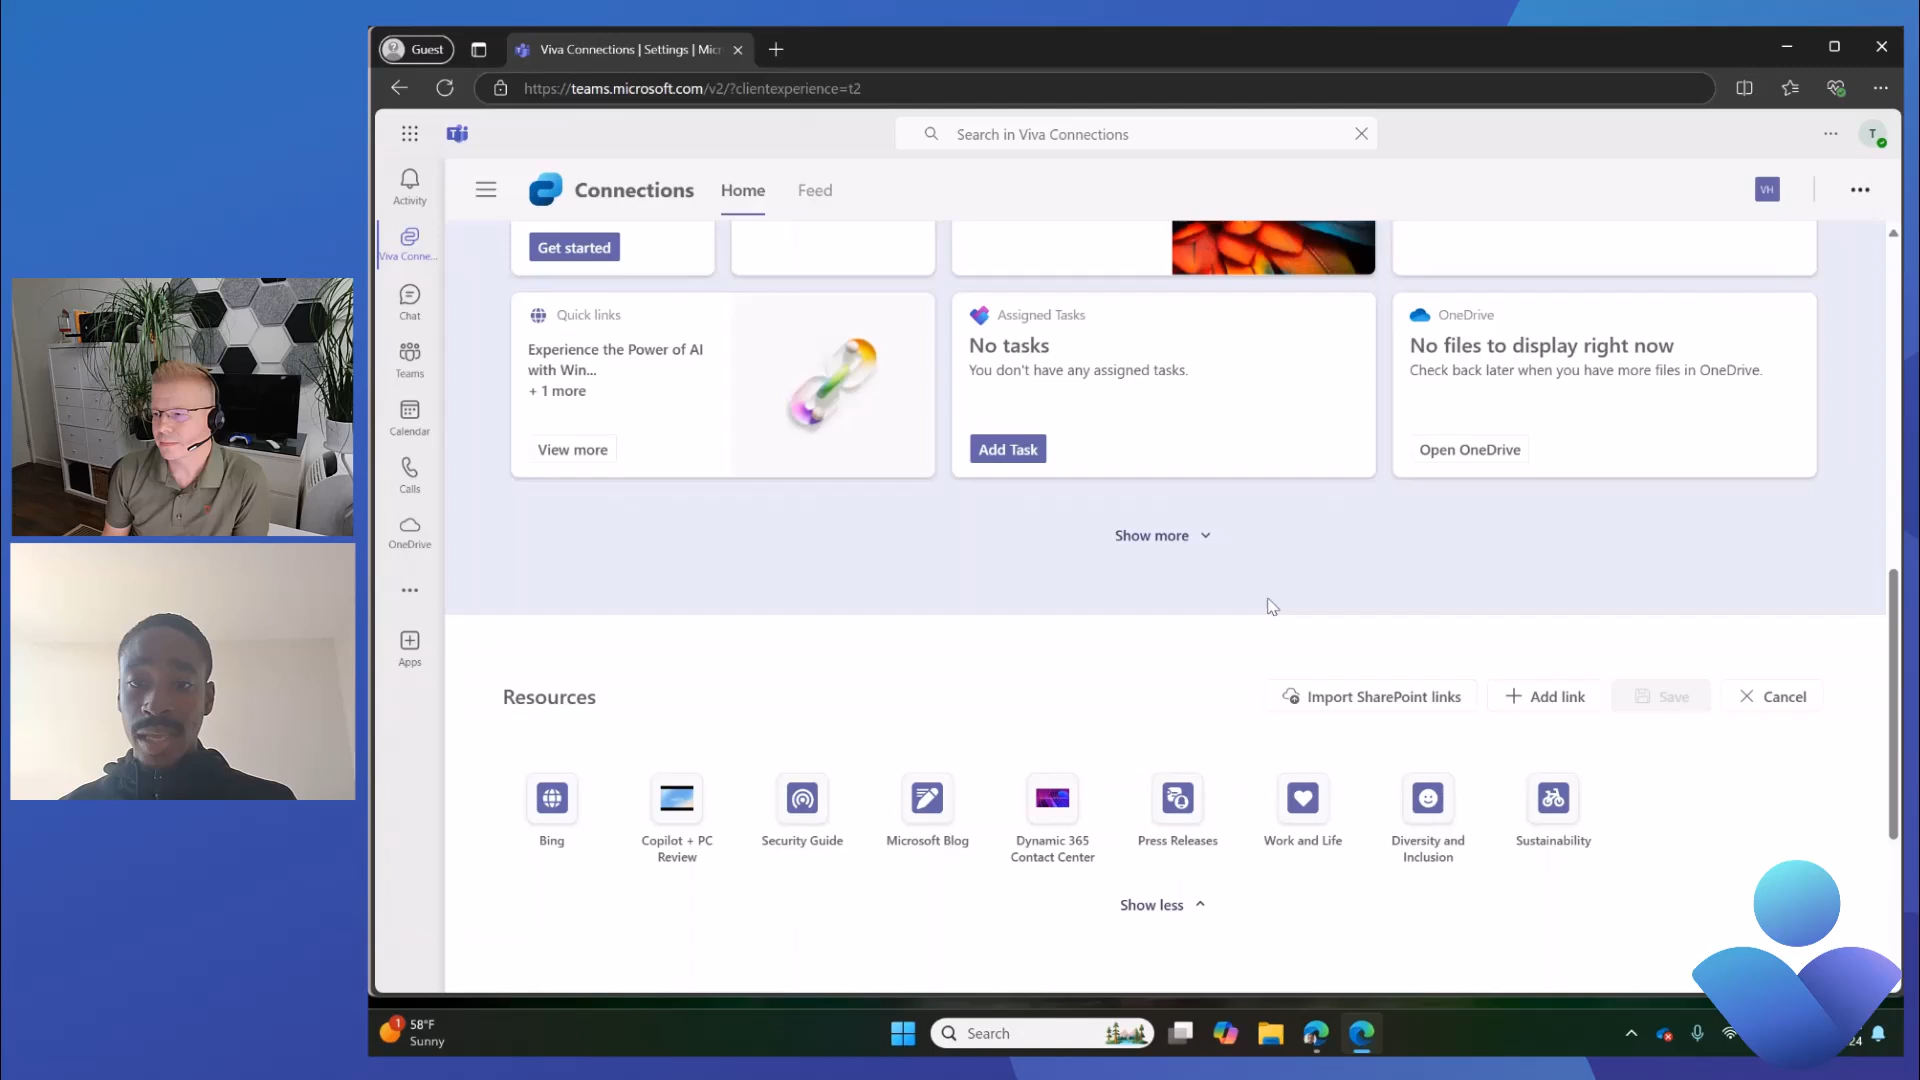 Guest
Viva Connections | Settings | Mic
https://teams.microsoft.com/v2/?clientexperience=t2
Search in Viva Connections
T
Activity
Viva Conne...
Chat
Teams
Calendar
Calls
OneDrive
Apps
Connections
Home
Feed
VH
Get started
Quick links
Experience the Power of AI
with Win...
+ 1 more
View more
Assigned Tasks
No tasks
You don't have any assigned tasks.
Add Task
OneDrive
No files to display right now
Check back later when you have more files in OneDrive.
Open OneDrive
Show more
Resources
Import SharePoint links
Add link
Save
Cancel
Bing
Copilot + PC
Review
Security Guide
Microsoft Blog
Dynamic 365
Contact Center
Press Releases
Work and Life
Diversity and
Inclusion
Sustainability
Show less
1
58°F
Sunny
Search
24